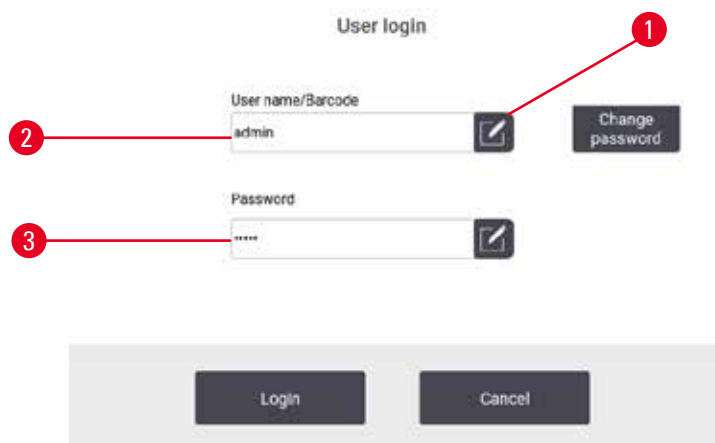 User login
1
User name/Barcode
2
admin
Change
password
Password
3
•••••
Login
Cancel